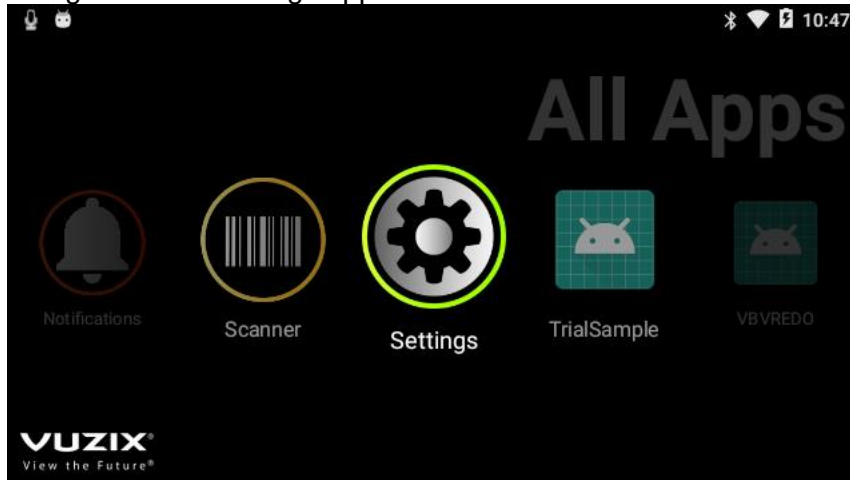 10:47
All Apps
Notifications
Scanner
Settings
TrialSample
VBVREDO
VUZIX®
View the Future®